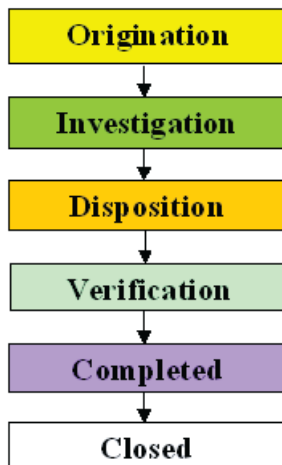 Origination
Investigation
Disposition
Verification
Completed
Closed